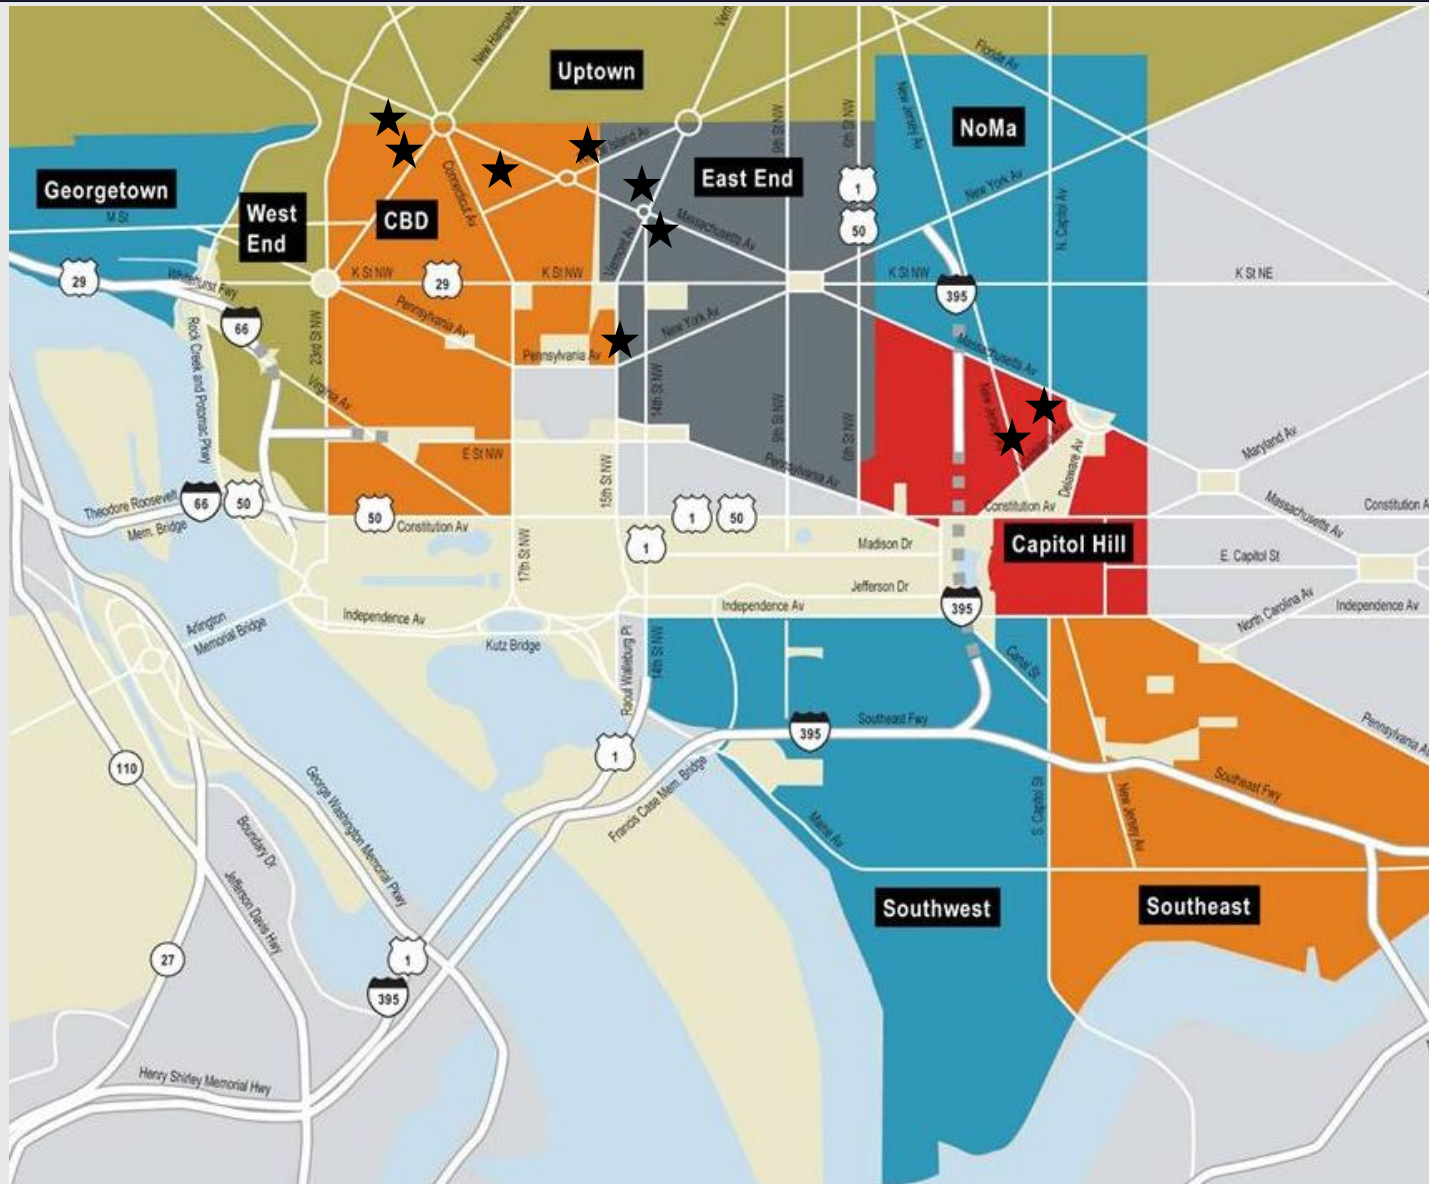 New Hampshire
Uptown
Florida Av
New Jersey Av
NoMa
9th St NW
6th St NW
Georgetown
M St
West
End
CBD
Connecticut Av
East End
1
50
New York Av
N. Capitol Av
Massachusetts Av
Vermont Av
29
Whitehurst Fwy
K St NW
29
K St NW
K St NW
395
K St NE
66
Rock Creek and Potomac Pkwy
23rd St NW
Pennsylvania Av
Pennsylvania Av
New York Av
Massachusetts Av
Virginia Av
14th St NW
9th St NW
6th St NW
New Jersey Av
Delaware Av
Maryland Av
E St NW
Pennsylvania Av
15th St NW
Theodore Roosevelt
Mem. Bridge
66
50
50
Constitution Av
17th St NW
1
50
1
Constitution Av
Massachusetts Av
Constitution A
Madison Dr
Capitol Hill
E. Capitol St
Jefferson Dr
Independence Av
395
North Carolina Av
Independence Av
Arlington
Memorial Bridge
Independence Av
Kutz Bridge
14th St NW
Canal St
Southeast Fwy
395
1
Francis Case Mem. Bridge
Maine Av
S. Capitol St
New Jersey Av
Southeast Fwy
Pennsylvania Av
110
George Washington Memorial Pkwy
Boundary Dr
Jefferson Davis Hwy
Southwest
Southeast
27
1
395
Henry Shirley Memorial Hwy